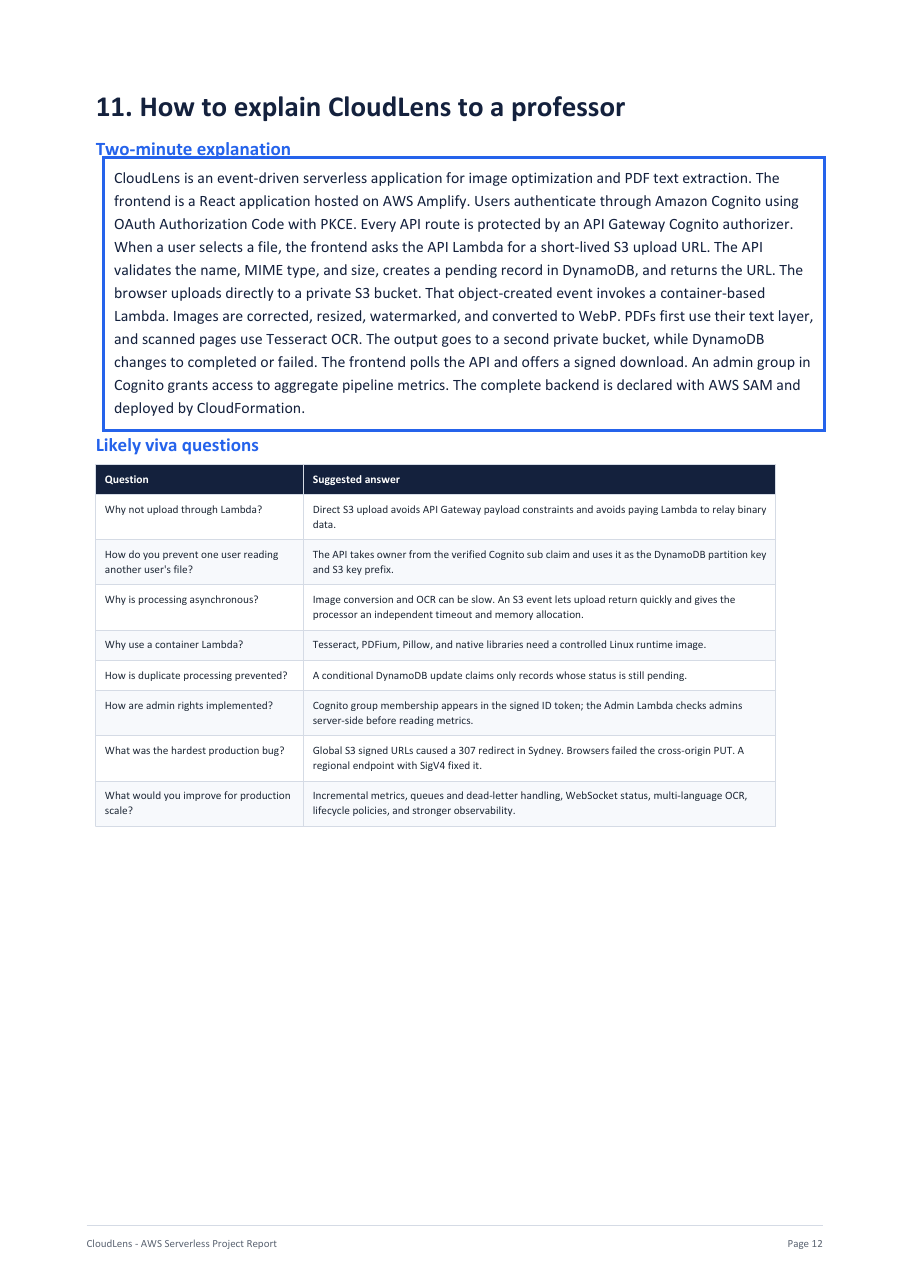 11. How to explain CloudLens to a professor
Two-minute explanation
CloudLens is an event-driven serverless application for image optimization and PDF text extraction. The
frontend is a React application hosted on AWS Amplify. Users authenticate through Amazon Cognito using
OAuth Authorization Code with PKCE. Every API route is protected by an API Gateway Cognito authorizer.
When a user selects a file, the frontend asks the API Lambda for a short-lived S3 upload URL. The API
validates the name, MIME type, and size, creates a pending record in DynamoDB, and returns the URL. The
browser uploads directly to a private S3 bucket. That object-created event invokes a container-based
Lambda. Images are corrected, resized, watermarked, and converted to WebP. PDFs first use their text layer,
and scanned pages use Tesseract OCR. The output goes to a second private bucket, while DynamoDB
changes to completed or failed. The frontend polls the API and offers a signed download. An admin group in
Cognito grants access to aggregate pipeline metrics. The complete backend is declared with AWS SAM and
deployed by CloudFormation.
Likely viva questions
Question
Suggested answer
Why not upload through Lambda?
Direct S3 upload avoids API Gateway payload constraints and avoids paying Lambda to relay binary
data.
How do you prevent one user reading
another user's file?
The API takes owner from the verified Cognito sub claim and uses it as the DynamoDB partition key
and S3 key prefix.
Why is processing asynchronous?
Image conversion and OCR can be slow. An S3 event lets upload return quickly and gives the
processor an independent timeout and memory allocation.
Why use a container Lambda?
Tesseract, PDFium, Pillow, and native libraries need a controlled Linux runtime image.
How is duplicate processing prevented?
A conditional DynamoDB update claims only records whose status is still pending.
How are admin rights implemented?
Cognito group membership appears in the signed ID token; the Admin Lambda checks admins
server-side before reading metrics.
What was the hardest production bug?
Global S3 signed URLs caused a 307 redirect in Sydney. Browsers failed the cross-origin PUT. A
regional endpoint with SigV4 fixed it.
What would you improve for production
scale?
Incremental metrics, queues and dead-letter handling, WebSocket status, multi-language OCR,
lifecycle policies, and stronger observability.
CloudLens - AWS Serverless Project Report
Page 12